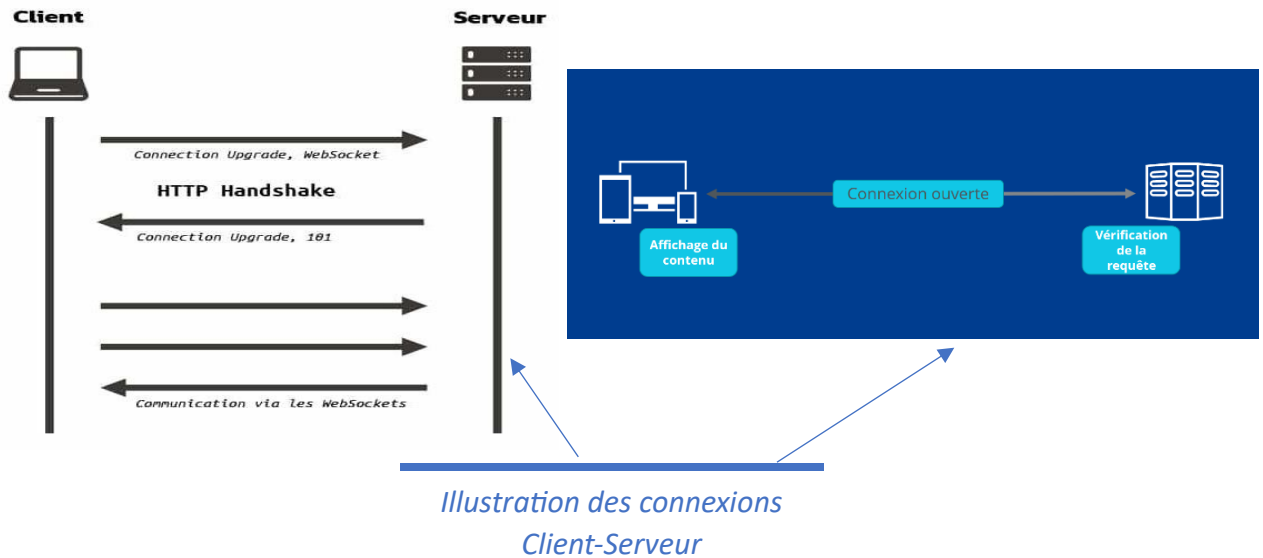 Client
Serveur
Connection Upgrade, WebSocket
HTTP Handshake
Connection Upgrade, 101
Communication via les WebSockets
Connexion ouverte
Affichage du
contenu
Vérification
de la
requête
Illustration des connexions
Client-Serveur